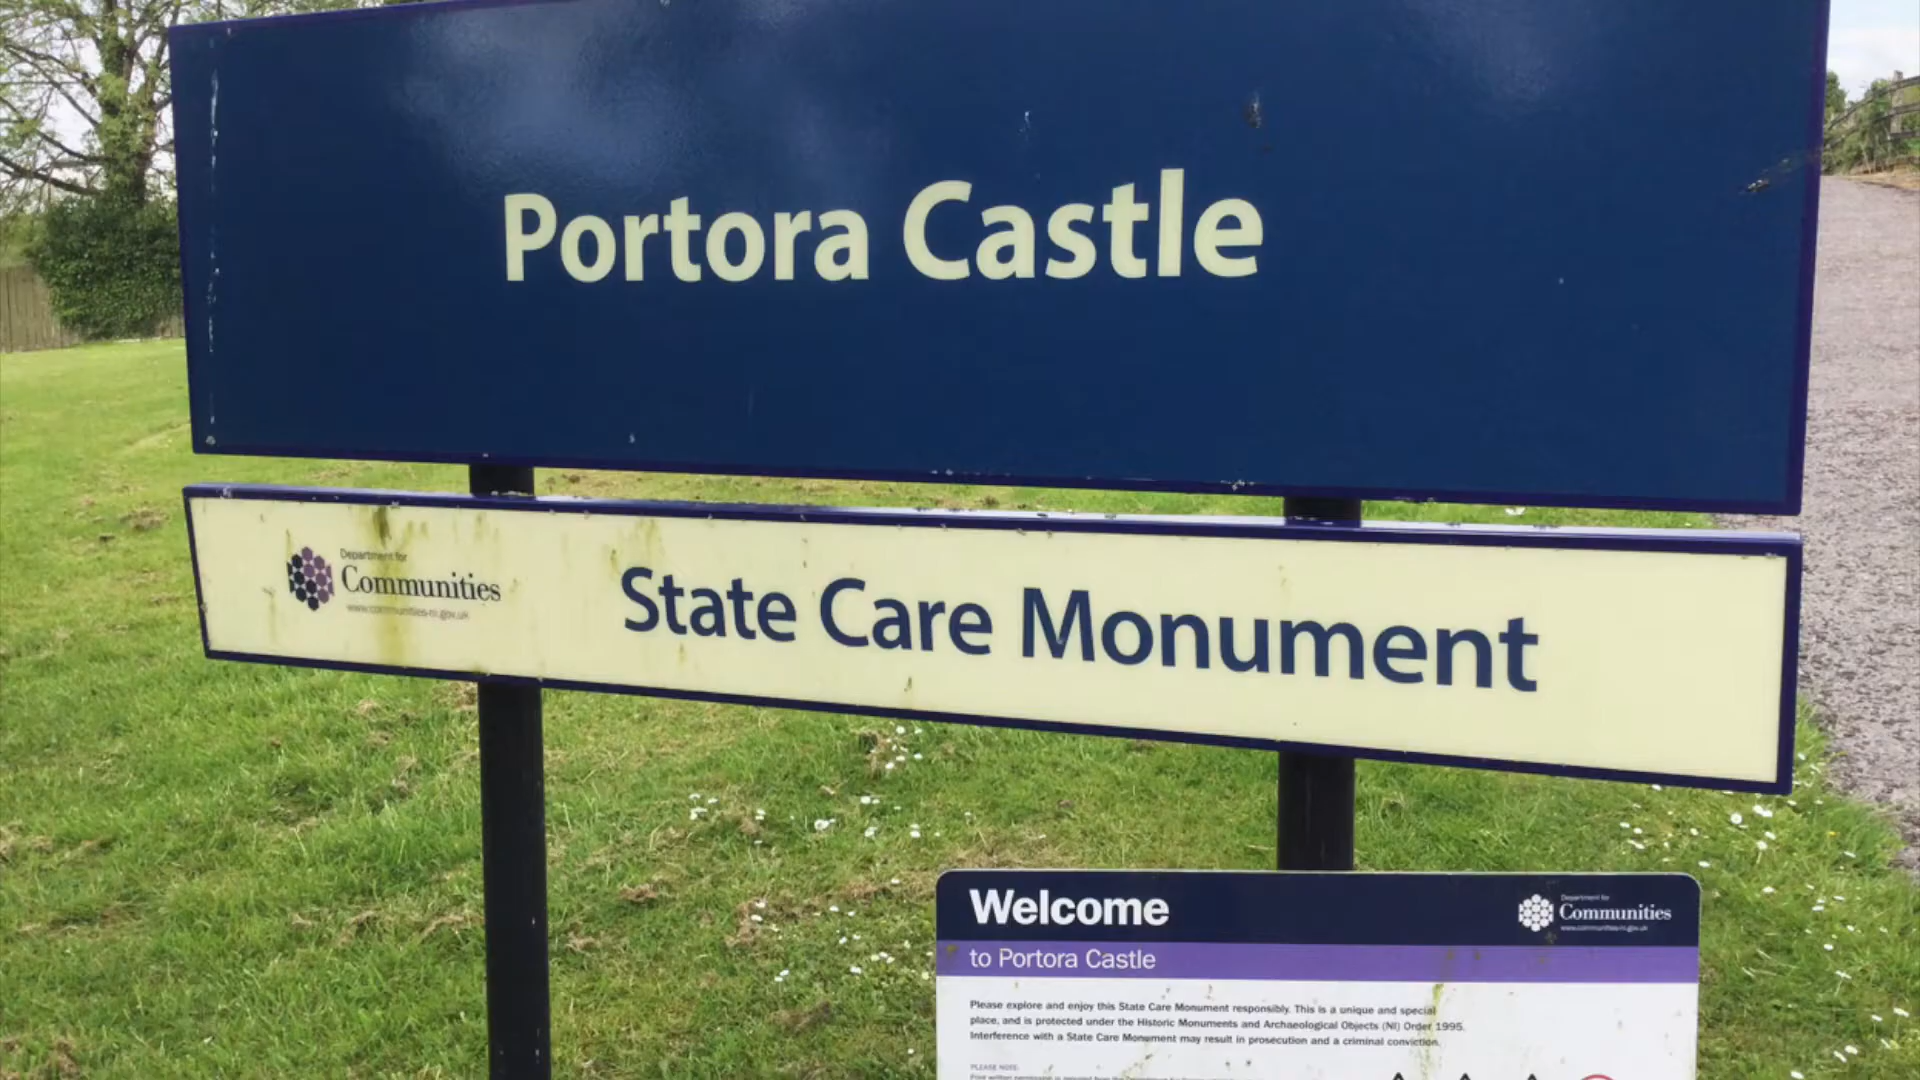 Portora Castle
Department for
Communities
www.communities-ni.gov.uk
State Care Monument
Welcome
Department for
Communities
www.communities-ni.gov.uk
to Portora Castle
Please explore and enjoy this State Care Monument responsibly. This is a unique and special
place, and is protected under the Historic Monuments and Archaeological Objects (NI) Order 1995.
Interference with a State Care Monument may result in prosecution and a criminal conviction.
PLEASE NOTE: